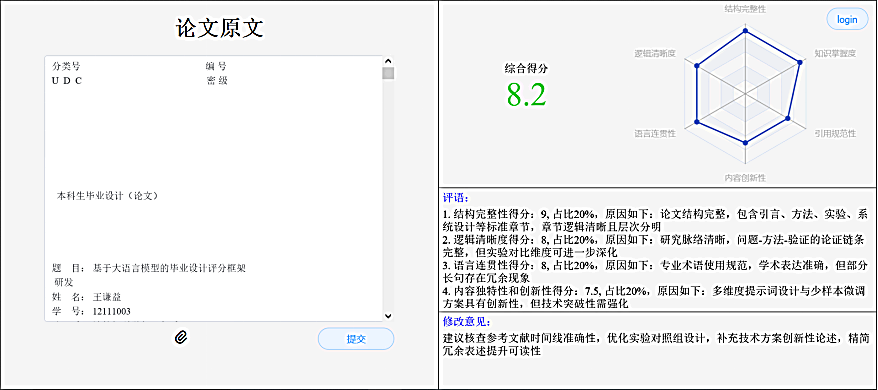 论文原文
分类号 编 号
U D C 密 级
本科生毕业设计（论文）
题 目： 基于大语言模型的毕业设计评分框架
研发
姓 名： 王谦益
学 号： 12111003
提交
login
综合得分
8.2
结构完整性
知识掌握度
引用规范性
内容创新性
语言连贯性
逻辑清晰度
评语：
1. 结构完整性得分：9, 占比20%，原因如下：论文结构完整，包含引言、方法、实验、系
统设计等标准章节，章节逻辑清晰且层次分明
2. 逻辑清晰度得分：8, 占比20%，原因如下：研究脉络清晰，问题-方法-验证的论证链条
完整，但实验对比维度可进一步深化
3. 语言连贯性得分：8, 占比20%，原因如下：专业术语使用规范，学术表达准确，但部分
长句存在冗余现象
4. 内容独特性和创新性得分：7.5, 占比20%，原因如下：多维度提示词设计与少样本微调
方案具有创新性，但技术突破性需强化
修改意见：
建议核查参考文献时间线准确性，优化实验对照组设计，补充技术方案创新性论述，精简
冗余表达提升可读性